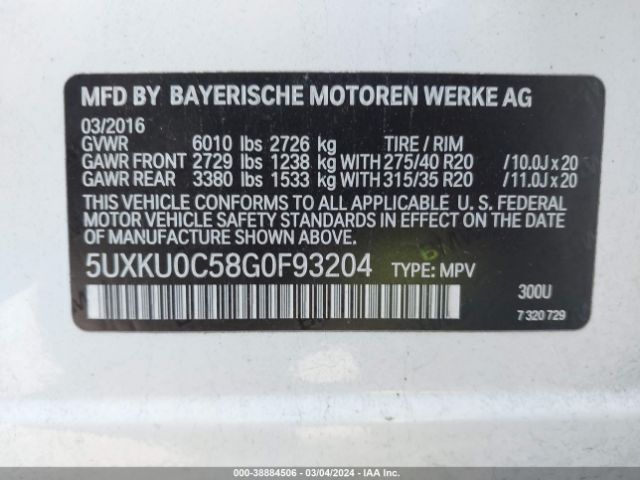 MFD BY BAYERISCHE MOTOREN WERKE AG
03/2016
GVWR 6010 lbs 2726 kg TIRE / RIM
GAWR FRONT 2729 lbs 1238 kg WITH 275/40 R20 /10.0J x 20
GAWR REAR 3380 lbs 1533 kg WITH 315/35 R20 /11.0J x 20
THIS VEHICLE CONFORMS TO ALL APPLICABLE U. S. FEDERAL
MOTOR VEHICLE SAFETY STANDARDS IN EFFECT ON THE DATE
OF MANUFACTURE SHOWN ABOVE.
5UXKU0C58G0F93204 TYPE: MPV
300U
7 320 729
000-38884506 - 03/04/2024 - IAA Inc.